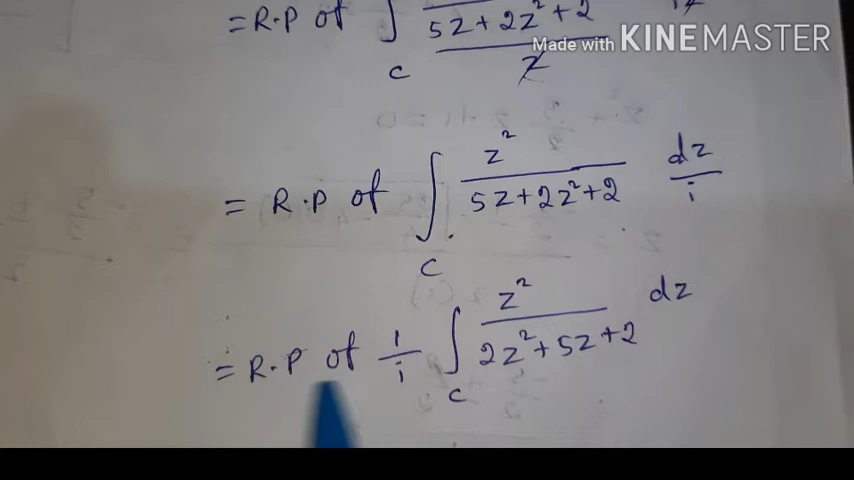 = R.P of ∫ 5z+2z²+2
Made with KINEMASTER
c z
= R.P of ∫ z² / 5z+2z²+2 dz / i
c
= R.P of 1/i ∫ z² / 2z²+5z+2 dz
c